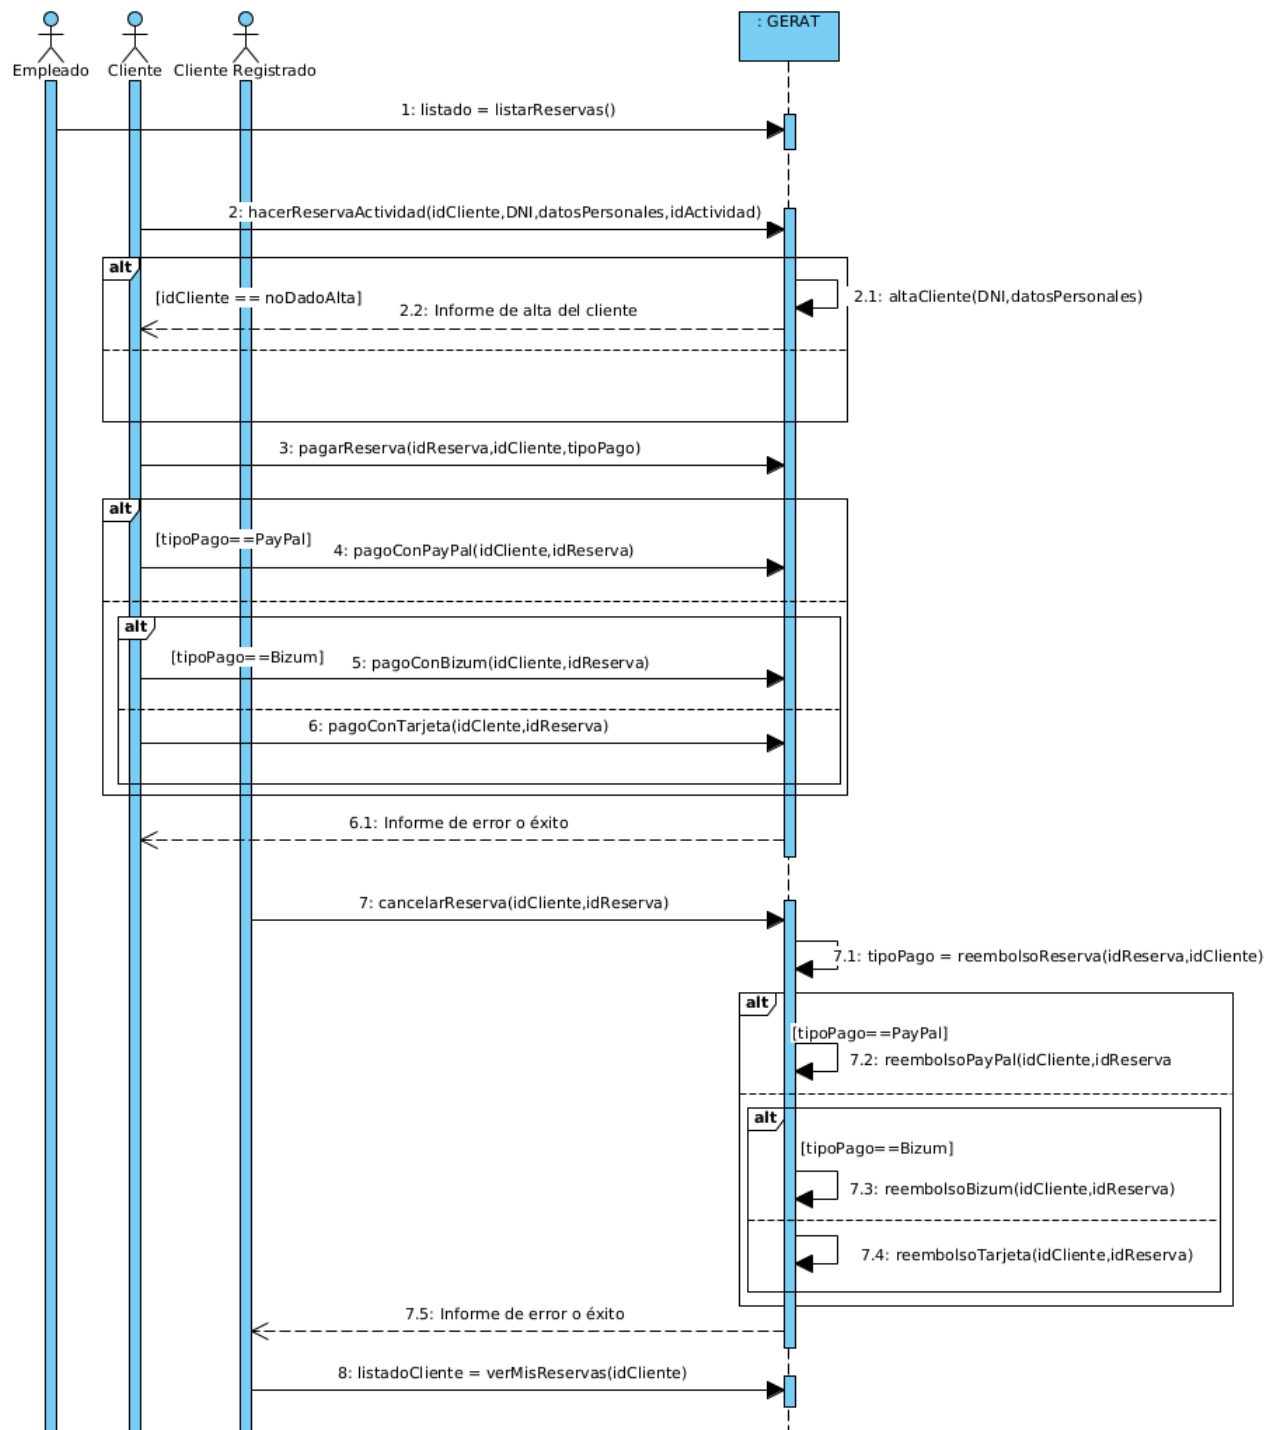 : GERAT
Empleado
Cliente
Cliente Registrado
1: listado = listarReservas()
2: hacerReservaActividad(idCliente,DNI,datosPersonales,idActividad)
alt
[idCliente == noDadoAlta]
2.1: altaCliente(DNI,datosPersonales)
2.2: Informe de alta del cliente
3: pagarReserva(idReserva,idCliente,tipoPago)
alt
[tipoPago==PayPal]
4: pagoConPayPal(idCliente,idReserva)
alt
[tipoPago==Bizum]
5: pagoConBizum(idCliente,idReserva)
6: pagoConTarjeta(idClente,idReserva)
6.1: Informe de error o éxito
7: cancelarReserva(idCliente,idReserva)
7.1: tipoPago = reembolsoReserva(idReserva,idCliente)
alt
[tipoPago==PayPal]
7.2: reembolsoPayPal(idCliente,idReserva
alt
[tipoPago==Bizum]
7.3: reembolsoBizum(idCliente,idReserva)
7.4: reembolsoTarjeta(idCliente,idReserva)
7.5: Informe de error o éxito
8: listadoCliente = verMisReservas(idCliente)